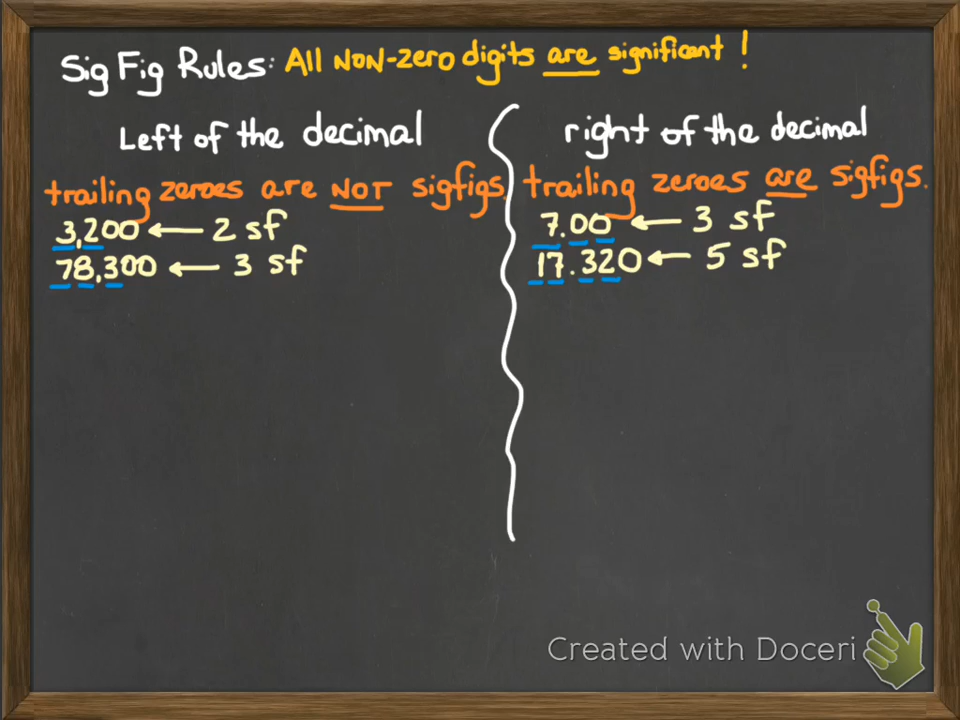 Sig Fig Rules: All NON-zero digits are significant!
Left of the decimal
trailing zeroes are NOT sigfigs.
3,200 ← 2 sf
78,300 ← 3 sf
right of the decimal
trailing zeroes are sigfigs.
7.00 ← 3 sf
17.320 ← 5 sf
Created with Doceri